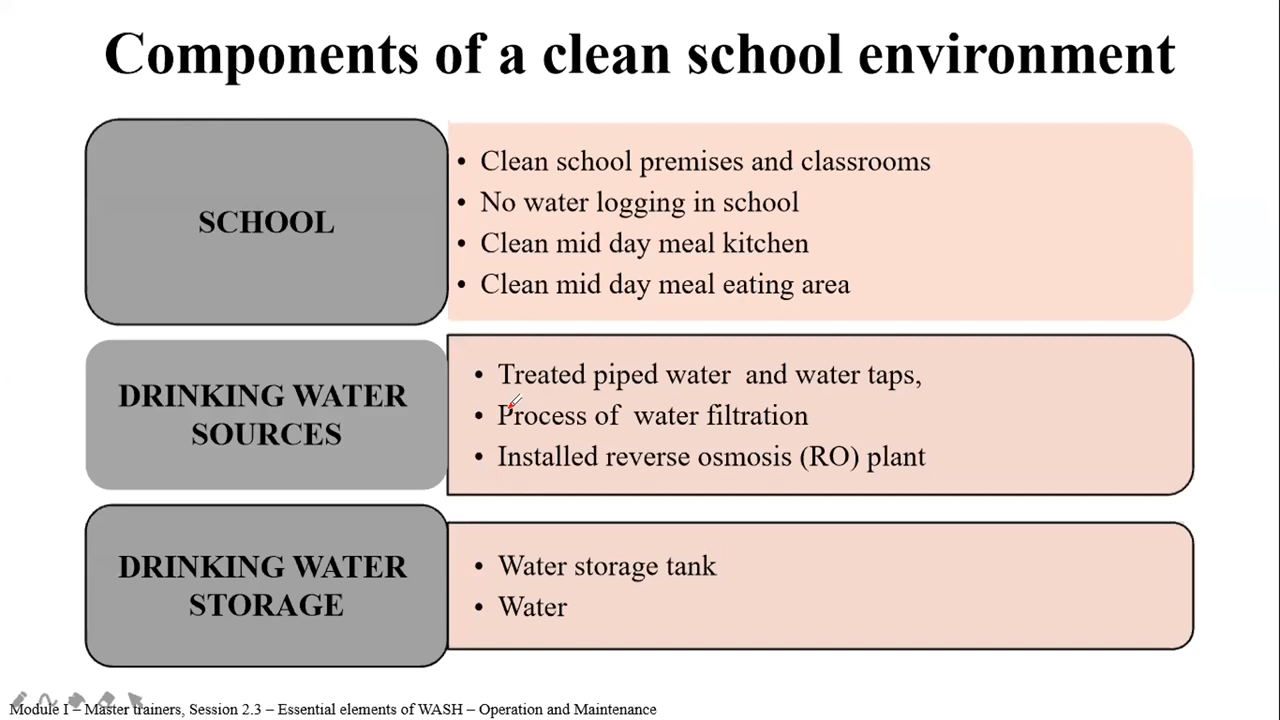 Components of a clean school environment
SCHOOL
• Clean school premises and classrooms
• No water logging in school
• Clean mid day meal kitchen
• Clean mid day meal eating area
DRINKING WATER
SOURCES
• Treated piped water  and water taps,
• Process of  water filtration
• Installed reverse osmosis (RO) plant
DRINKING WATER
STORAGE
• Water storage tank
• Water
Module I – Master trainers, Session 2.3 – Essential elements of WASH – Operation and Maintenance